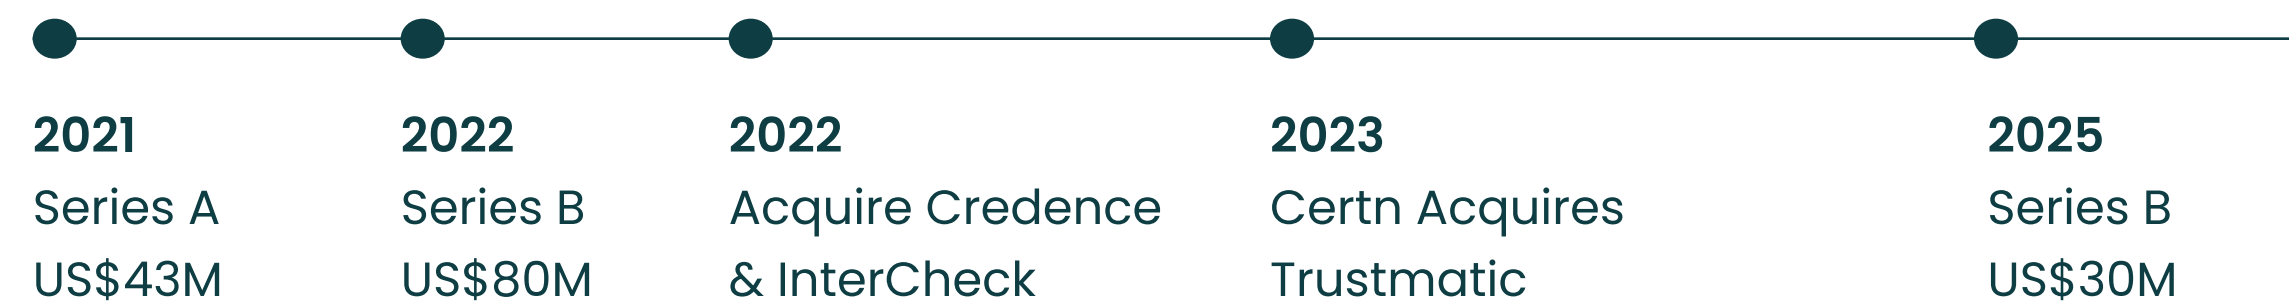 2021
Series A
US$43M
2022
Series B
US$80M
2022
Acquire Credence
& InterCheck
2023
Certn Acquires
Trustmatic
2025
Series B
US$30M